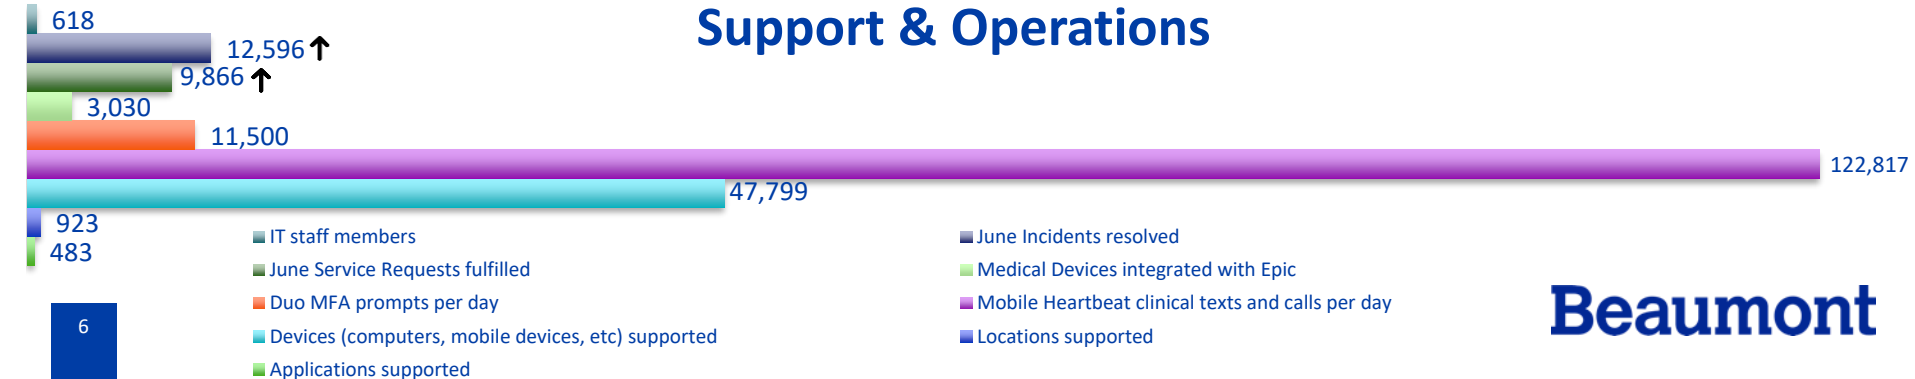 Support & Operations
618
12,596 ↑
9,866 ↑
3,030
11,500
122,817
47,799
923
483
IT staff members
June Incidents resolved
June Service Requests fulfilled
Medical Devices integrated with Epic
Duo MFA prompts per day
Mobile Heartbeat clinical texts and calls per day
Devices (computers, mobile devices, etc) supported
Locations supported
Applications supported
6
Beaumont